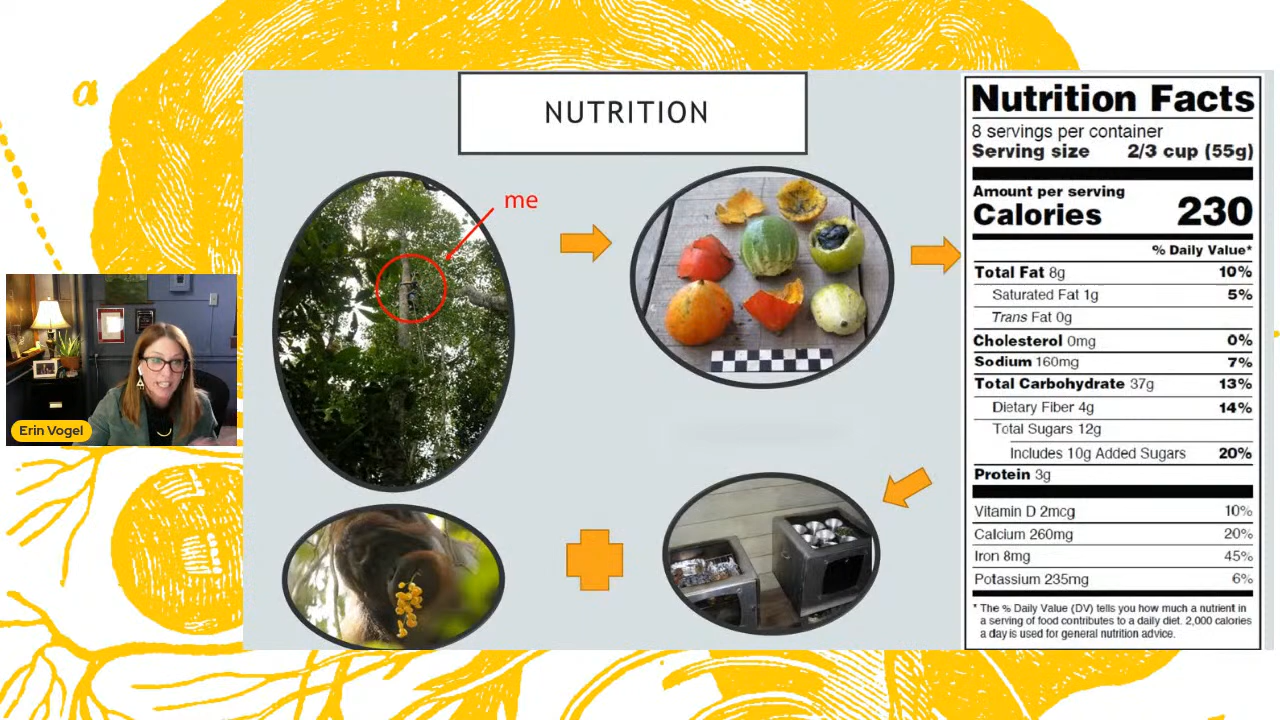 a
NUTRITION
me
Erin Vogel
Nutrition Facts
8 servings per container
Serving size 2/3 cup (55g)
Amount per serving
Calories 230
% Daily Value*
Total Fat 8g 10%
Saturated Fat 1g 5%
Trans Fat 0g
Cholesterol 0mg 0%
Sodium 160mg 7%
Total Carbohydrate 37g 13%
Dietary Fiber 4g 14%
Total Sugars 12g
Includes 10g Added Sugars 20%
Protein 3g
Vitamin D 2mcg 10%
Calcium 260mg 20%
Iron 8mg 45%
Potassium 235mg 6%
* The % Daily Value (DV) tells you how much a nutrient in
a serving of food contributes to a daily diet. 2,000 calories
a day is used for general nutrition advice.